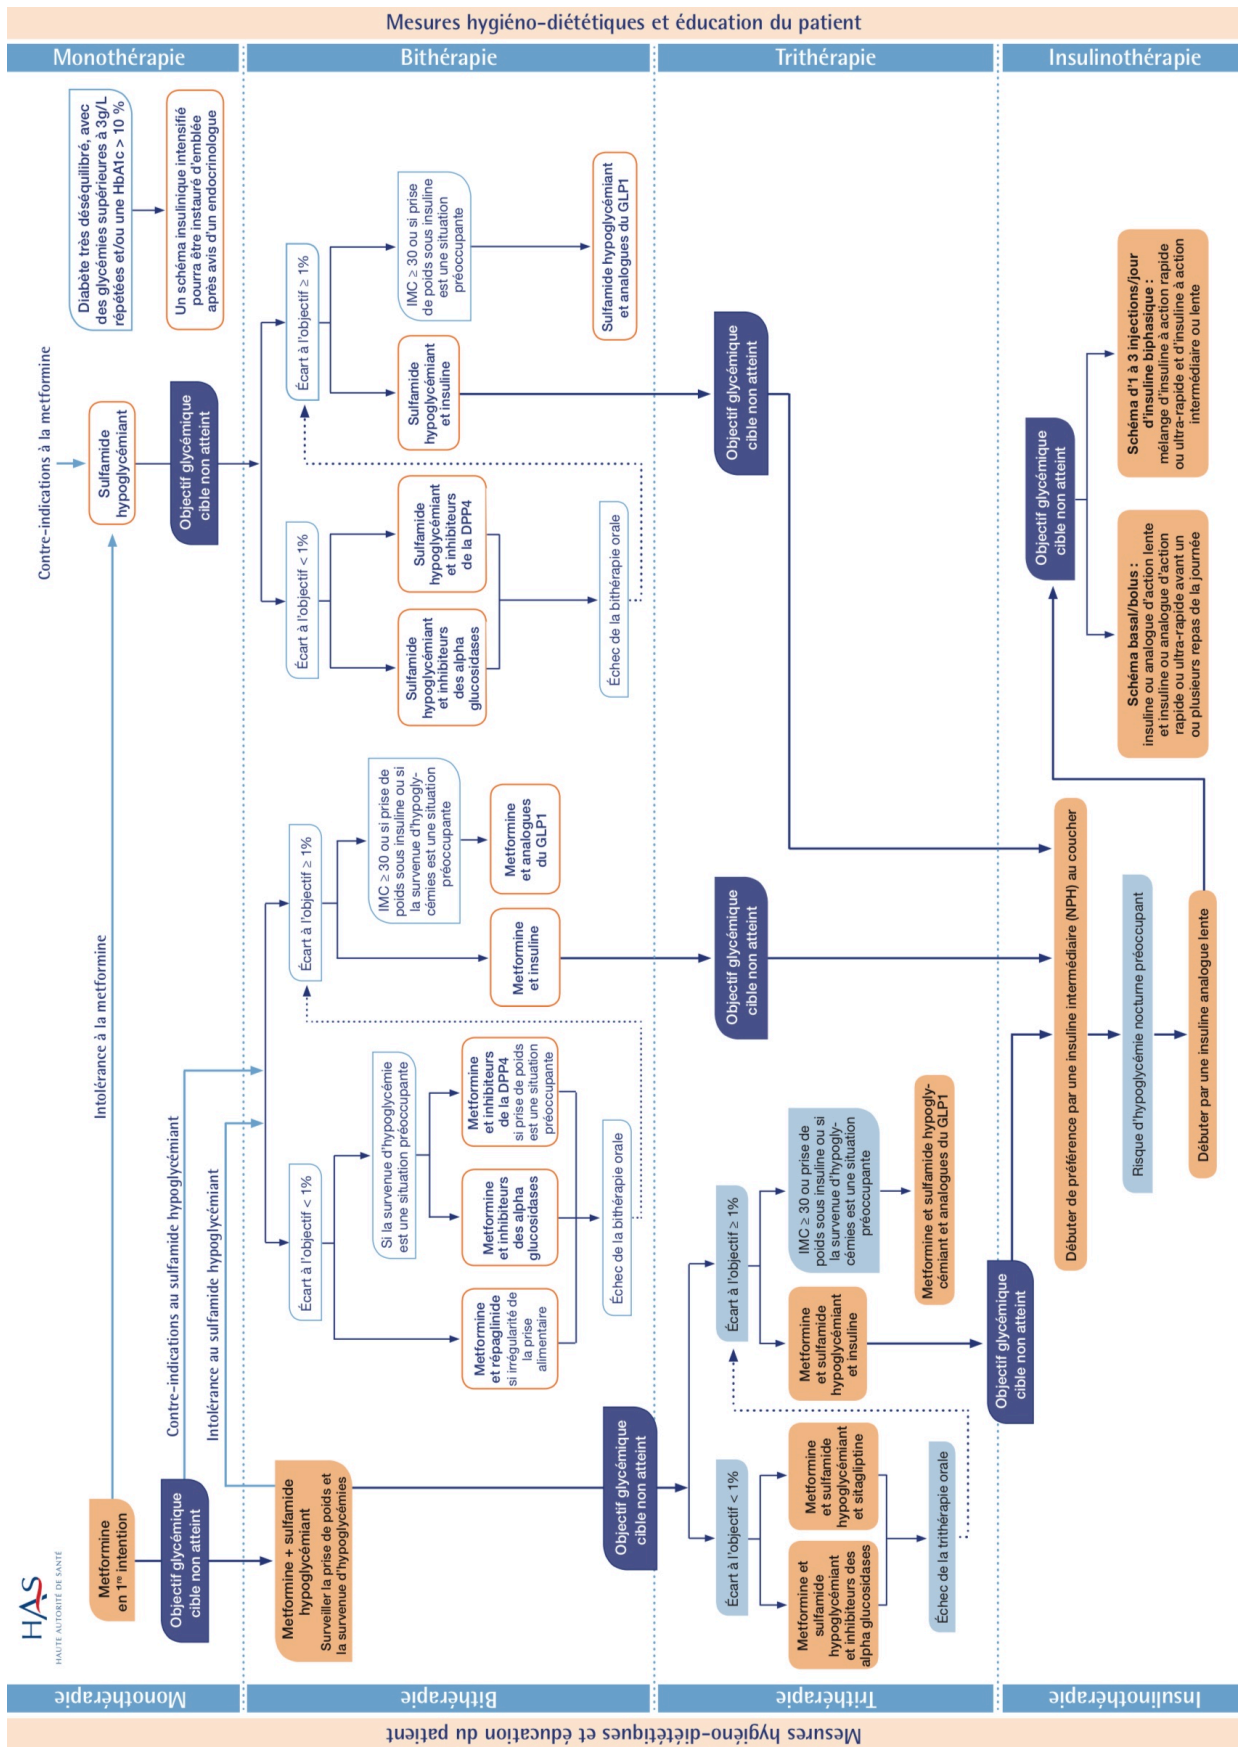 Mesures hygiéno-diététiques et éducation du patient
Monothérapie
Bithérapie
Trithérapie
Insulinothérapie
HAS
HAUTE AUTORITÉ DE SANTÉ
Metformine
en 1re intention
Intolérance à la metformine
Contre-indications à la metformine
Sulfamide
hypoglycémiant
Diabète très déséquilibré, avec
des glycémies supérieures à 3g/L
répétées et/ou une HbA1c > 10 %
Un schéma insulinique intensifié
pourra être instauré d'emblée
après avis d'un endocrinologue
Objectif glycémique
cible non atteint
Contre-indications au sulfamide hypoglycémiant
Intolérance au sulfamide hypoglycémiant
Objectif glycémique
cible non atteint
Metformine + sulfamide
hypoglycémiant
Surveiller la prise de poids et
la survenue d'hypoglycémies
Écart à l'objectif < 1%
Écart à l'objectif ≥ 1%
Si la survenue d'hypoglycémie
est une situation préoccupante
IMC ≥ 30 ou si prise de
poids sous insuline ou si
la survenue d'hypogly-
cémies est une situation
préoccupante
Metformine
et répaglinide
si irrégularité de
la prise
alimentaire
Metformine
et inhibiteurs
des alpha
glucosidases
Metformine
et inhibiteurs
de la DPP4
si prise de poids
est une situation
préoccupante
Metformine
et insuline
Metformine
et analogues
du GLP1
Échec de la bithérapie orale
Écart à l'objectif < 1%
Écart à l'objectif ≥ 1%
Sulfamide
hypoglycémiant
et inhibiteurs
des alpha
glucosidases
Sulfamide
hypoglycémiant
et inhibiteurs
de la DPP4
Sulfamide
hypoglycémiant
et insuline
IMC ≥ 30 ou si prise
de poids sous insuline
est une situation
préoccupante
Échec de la bithérapie orale
Sulfamide hypoglycémiant
et analogues du GLP1
Objectif glycémique
cible non atteint
Écart à l'objectif < 1%
Écart à l'objectif ≥ 1%
Objectif glycémique
cible non atteint
Objectif glycémique
cible non atteint
Metformine et
sulfamide
hypoglycémiant
et inhibiteurs des
alpha glucosidases
Metformine
et sulfamide
hypoglycémiant
et sitagliptine
Metformine
et sulfamide
hypoglycémiant
et insuline
IMC ≥ 30 ou prise de
poids sous insuline ou si
la survenue d'hypogly-
cémies est une situation
préoccupante
Échec de la trithérapie orale
Metformine et sulfamide hypogly-
cémiant et analogues du GLP1
Objectif glycémique
cible non atteint
Débuter de préférence par une insuline intermédiaire (NPH) au coucher
Risque d'hypoglycémie nocturne préoccupant
Débuter par une insuline analogue lente
Objectif glycémique
cible non atteint
Schéma basal/bolus :
insuline ou analogue d'action lente
et insuline ou analogue d'action
rapide ou ultra-rapide avant un
ou plusieurs repas de la journée
Schéma d'1 à 3 injections/jour
d'insuline biphasique :
mélange d'insuline à action rapide
ou ultra-rapide et d'insuline à action
intermédiaire ou lente
Monothérapie
Bithérapie
Trithérapie
Insulinothérapie
Mesures hygiéno-diététiques et éducation du patient